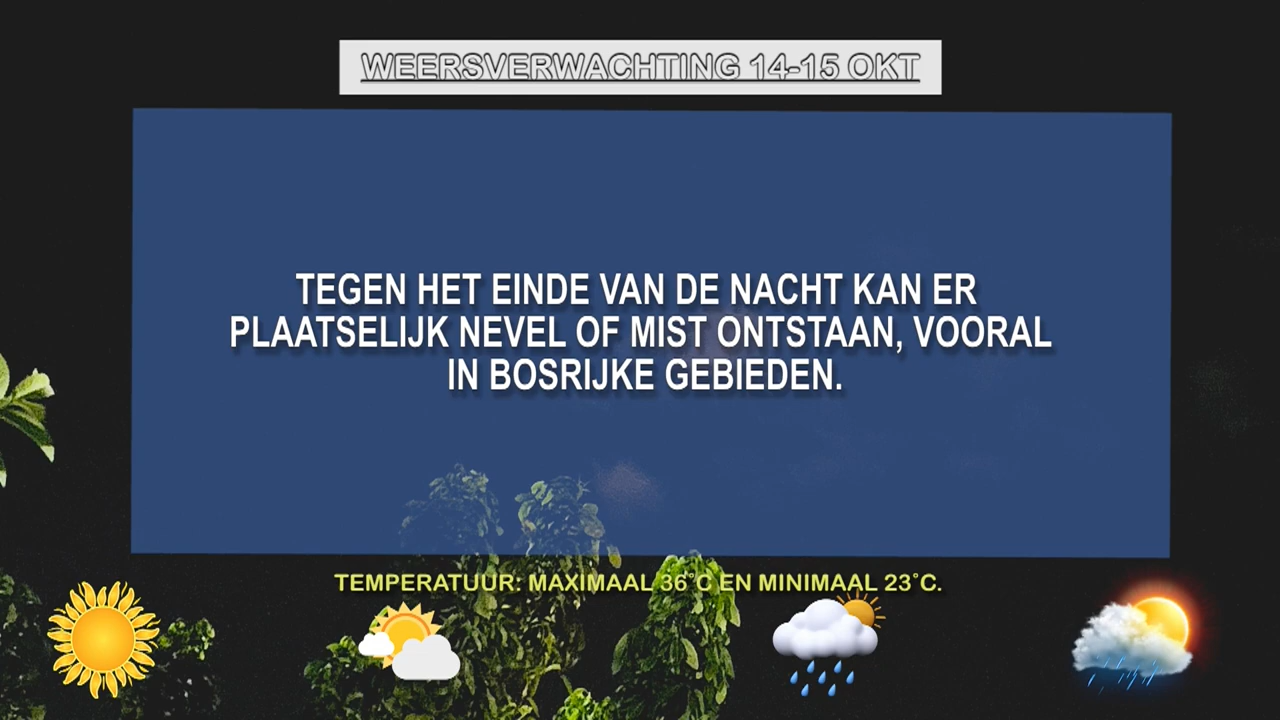 WEERSVERWACHTING 14-15 OKT
TEGEN HET EINDE VAN DE NACHT KAN ER
PLAATSELIJK NEVEL OF MIST ONTSTAAN, VOORAL
IN BOSRIJKE GEBIEDEN.
TEMPERATUUR: MAXIMAAL 36°C EN MINIMAAL 23°C.